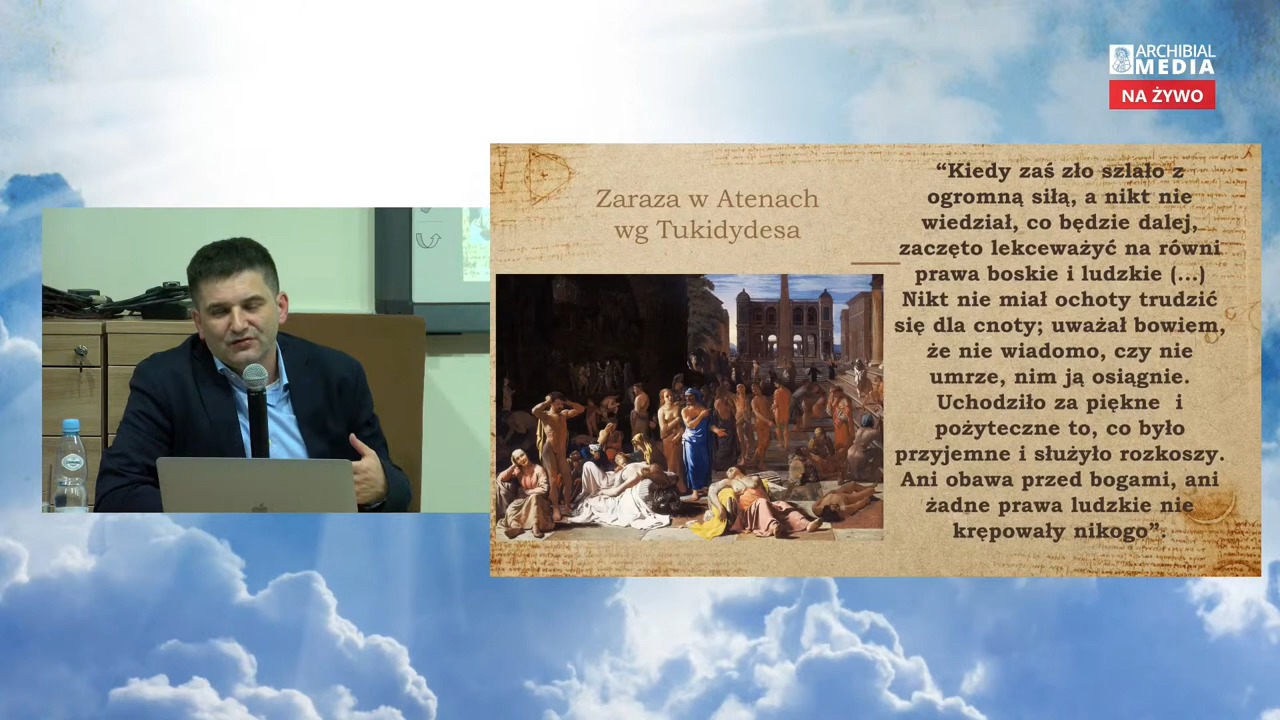 ARCHIBIAL
MEDIA
NA ŻYWO
Zaraza w Atenach
wg Tukidydesa
“Kiedy zaś zło szlało z
ogromną siłą, a nikt nie
wiedział, co będzie dalej,
zaczęto lekceważyć na równi
prawa boskie i ludzkie (...)
Nikt nie miał ochoty trudzić
się dla cnoty; uważał bowiem,
że nie wiadomo, czy nie
umrze, nim ją osiągnie.
Uchodziło za piękne i
pożyteczne to, co było
przyjemne i służyło rozkoszy.
Ani obawa przed bogami, ani
żadne prawa ludzkie nie
krępowały nikogo”.